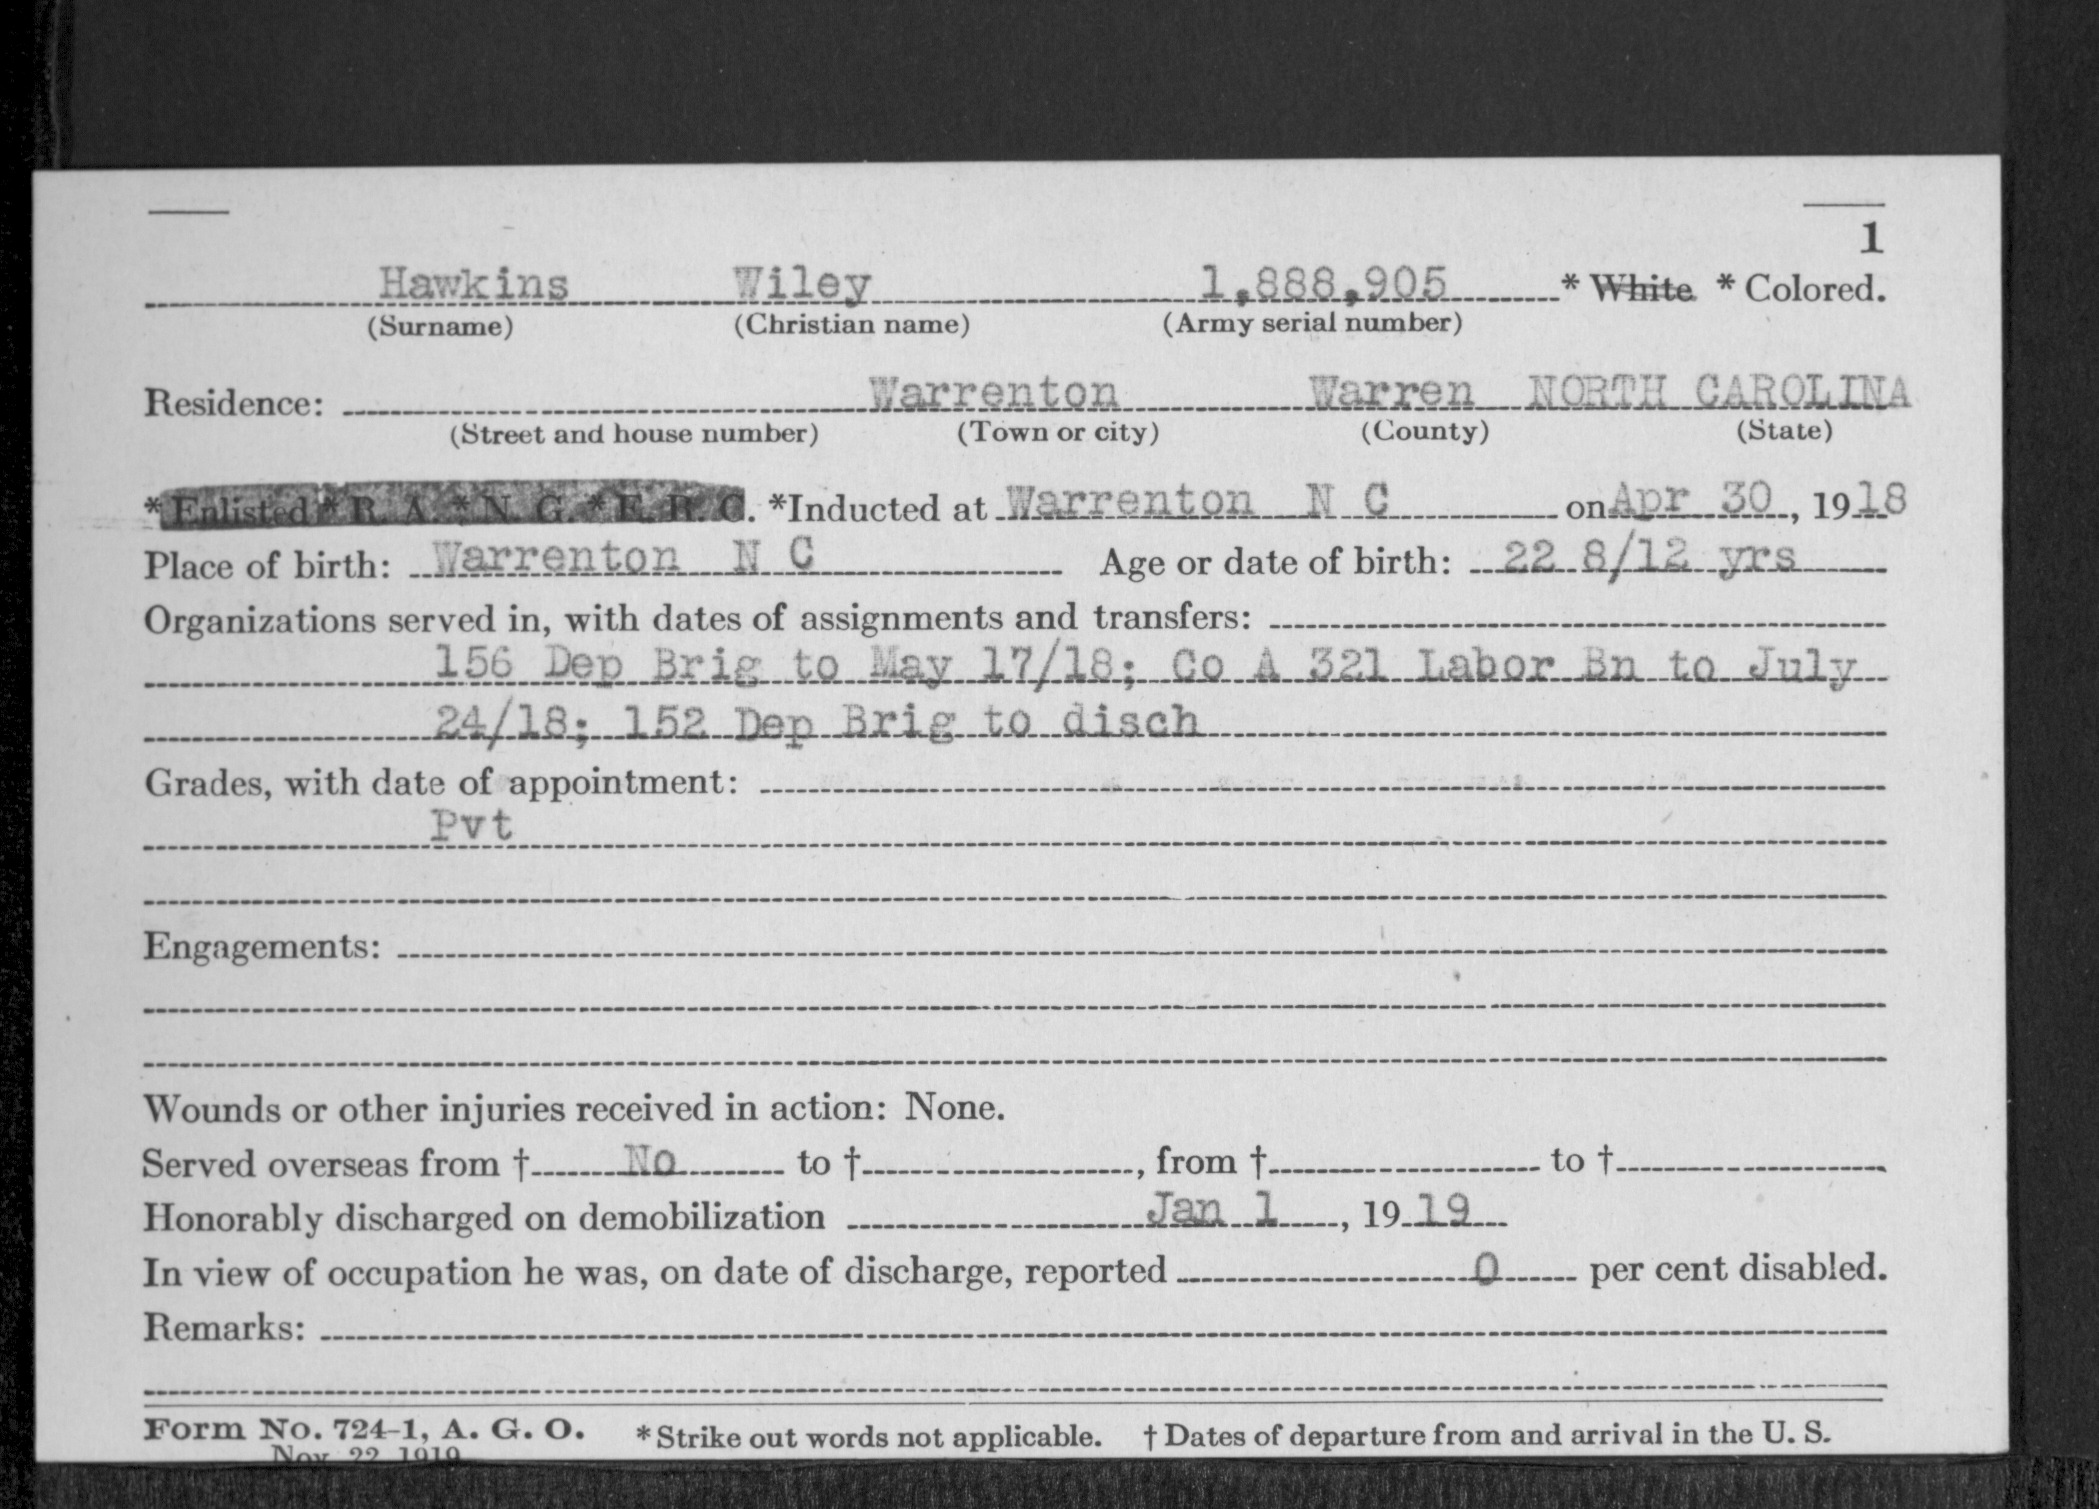 1
Hawkins Wiley 1,888,905 * White * Colored.
(Surname) (Christian name) (Army serial number)
Residence: Warrenton Warren NORTH CAROLINA
(Street and house number) (Town or city) (County) (State)
* Enlisted * R. A. * N. G. * E. R. C. *Inducted at Warrenton N C on Apr 30, 1918
Place of birth: Warrenton N C Age or date of birth: 22 8/12 yrs
Organizations served in, with dates of assignments and transfers:
156 Dep Brig to May 17/18; Co A 321 Labor Bn to July
24/18; 152 Dep Brig to disch
Grades, with date of appointment:
Pvt
Engagements:
Wounds or other injuries received in action: None.
Served overseas from † No to †, from † to †
Honorably discharged on demobilization Jan 1, 1919
In view of occupation he was, on date of discharge, reported 0 per cent disabled.
Remarks:
Form No. 724-1, A. G. O. *Strike out words not applicable. † Dates of departure from and arrival in the U. S.
Nov 22 1919